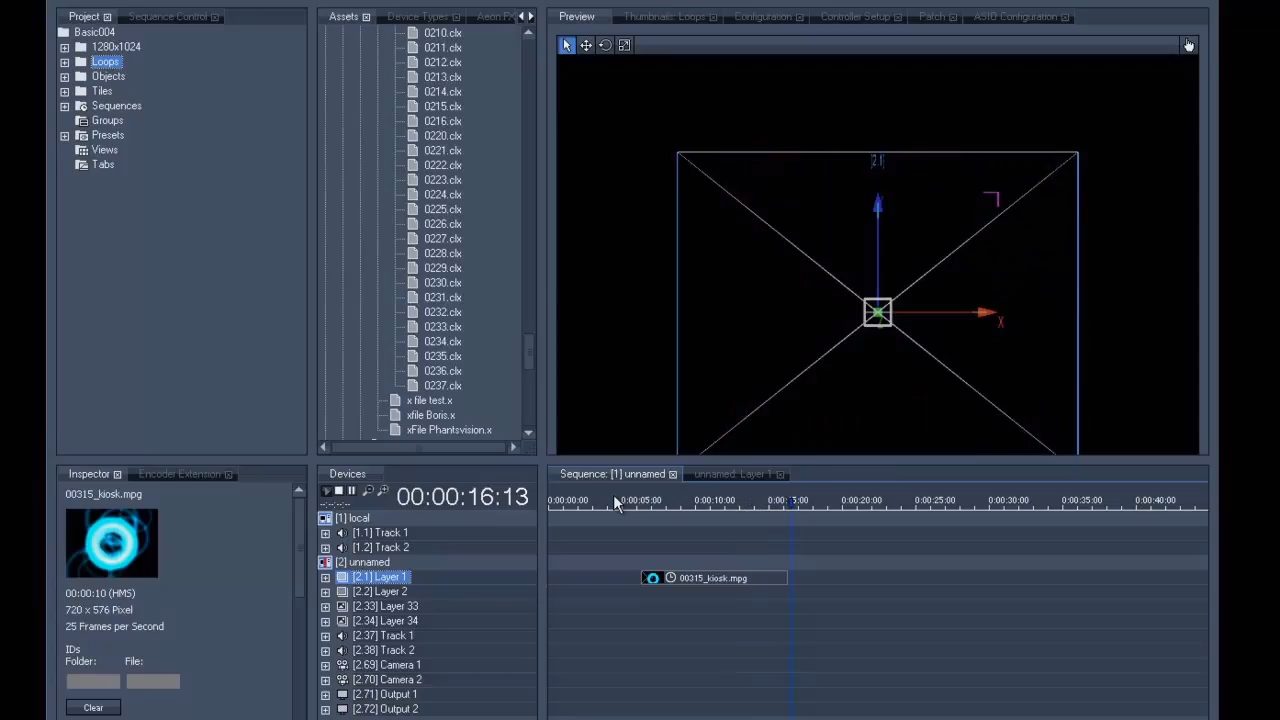 Project
Sequence Control
Basic004
1280x1024
Loops
Objects
Tiles
Sequences
Groups
Presets
Views
Tabs
Assets
Device Types
Aeon FX
0210.clx
0211.clx
0212.clx
0213.clx
0214.clx
0215.clx
0216.clx
0220.clx
0221.clx
0222.clx
0223.clx
0224.clx
0225.clx
0226.clx
0227.clx
0228.clx
0229.clx
0230.clx
0231.clx
0232.clx
0233.clx
0234.clx
0235.clx
0236.clx
0237.clx
x file test.x
xfile Boris.x
xFile Phantsvision.x
Preview
Thumbnails: Loops
Configuration
Controller Setup
Patch
ASIO Configuration
[2.1]
X
Inspector
Encoder Extension
00315_kiosk.mpg
00:00:10 (HMS)
720 x 576 Pixel
25 Frames per Second
IDs
Folder:
File:
Clear
Devices
00:00:16:13
[1] local
[1.1] Track 1
[1.2] Track 2
[2] unnamed
[2.1] Layer 1
[2.2] Layer 2
[2.33] Layer 33
[2.34] Layer 34
[2.37] Track 1
[2.38] Track 2
[2.69] Camera 1
[2.70] Camera 2
[2.71] Output 1
[2.72] Output 2
Sequence: [1] unnamed
unnamed: Layer 1
0:00:00:00
0:00:05:00
0:00:10:00
0:00:15:00
0:00:20:00
0:00:25:00
0:00:30:00
0:00:35:00
0:00:40:00
00315_kiosk.mpg